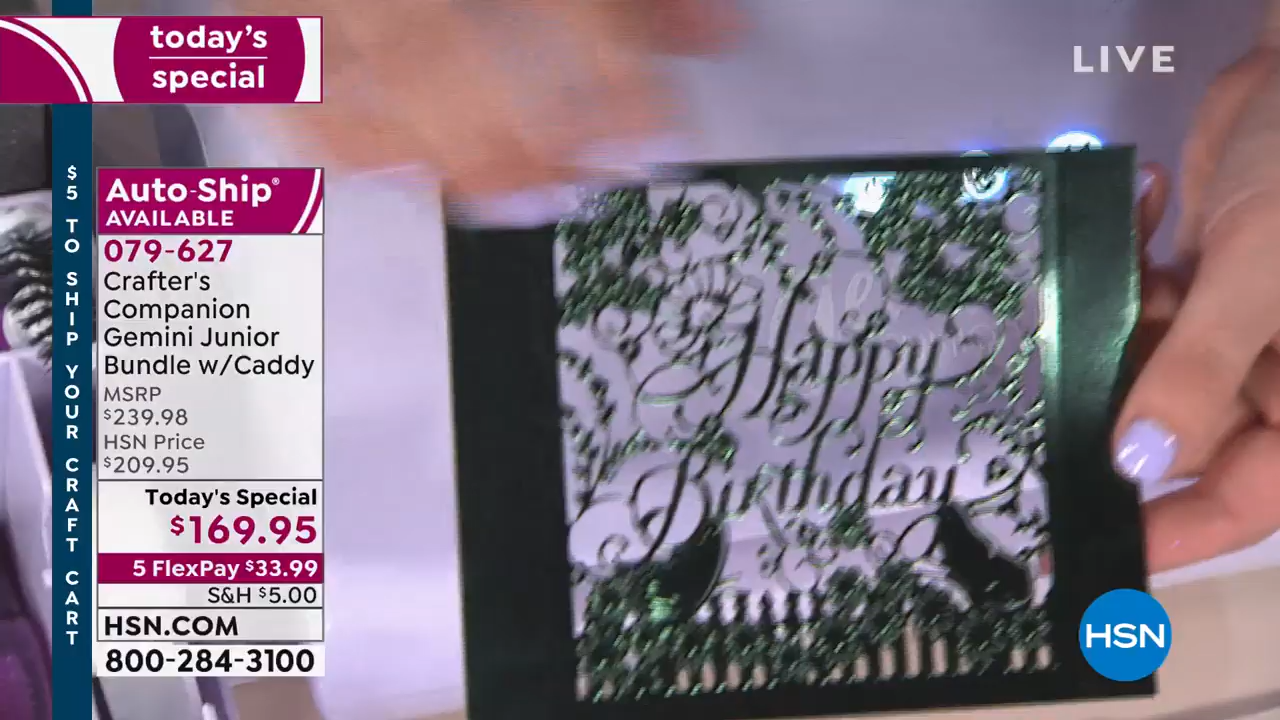 today's
special
LIVE
$5 TO SHIP YOUR CRAFT CART
Auto-Ship®
AVAILABLE
079-627
Crafter's
Companion
Gemini Junior
Bundle w/Caddy
MSRP
$239.98
HSN Price
$209.95
Today's Special
$169.95
5 FlexPay $33.99
S&H $5.00
HSN.COM
800-284-3100
Happy
Birthday
HSN